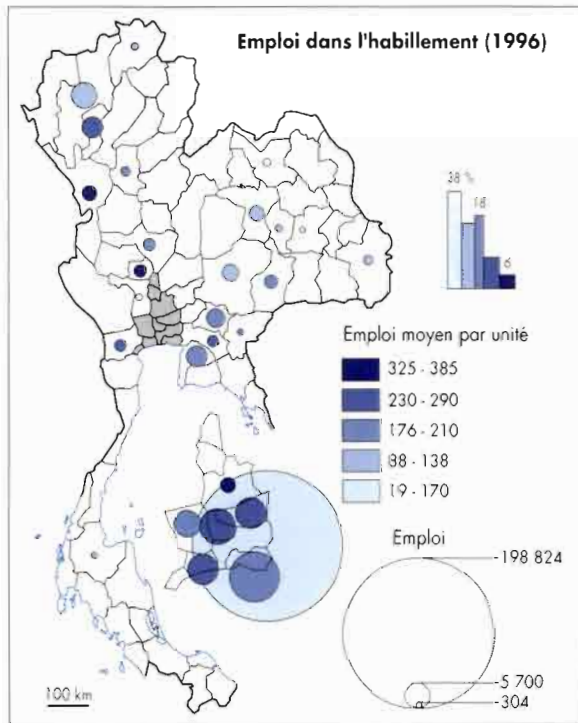 Emploi dans l'habillement (1996)
38 %
18
6
Emploi moyen par unité
325 - 385
230 - 290
176 - 210
88 - 138
19 - 170
Emploi
198 824
5 700
304
100 km